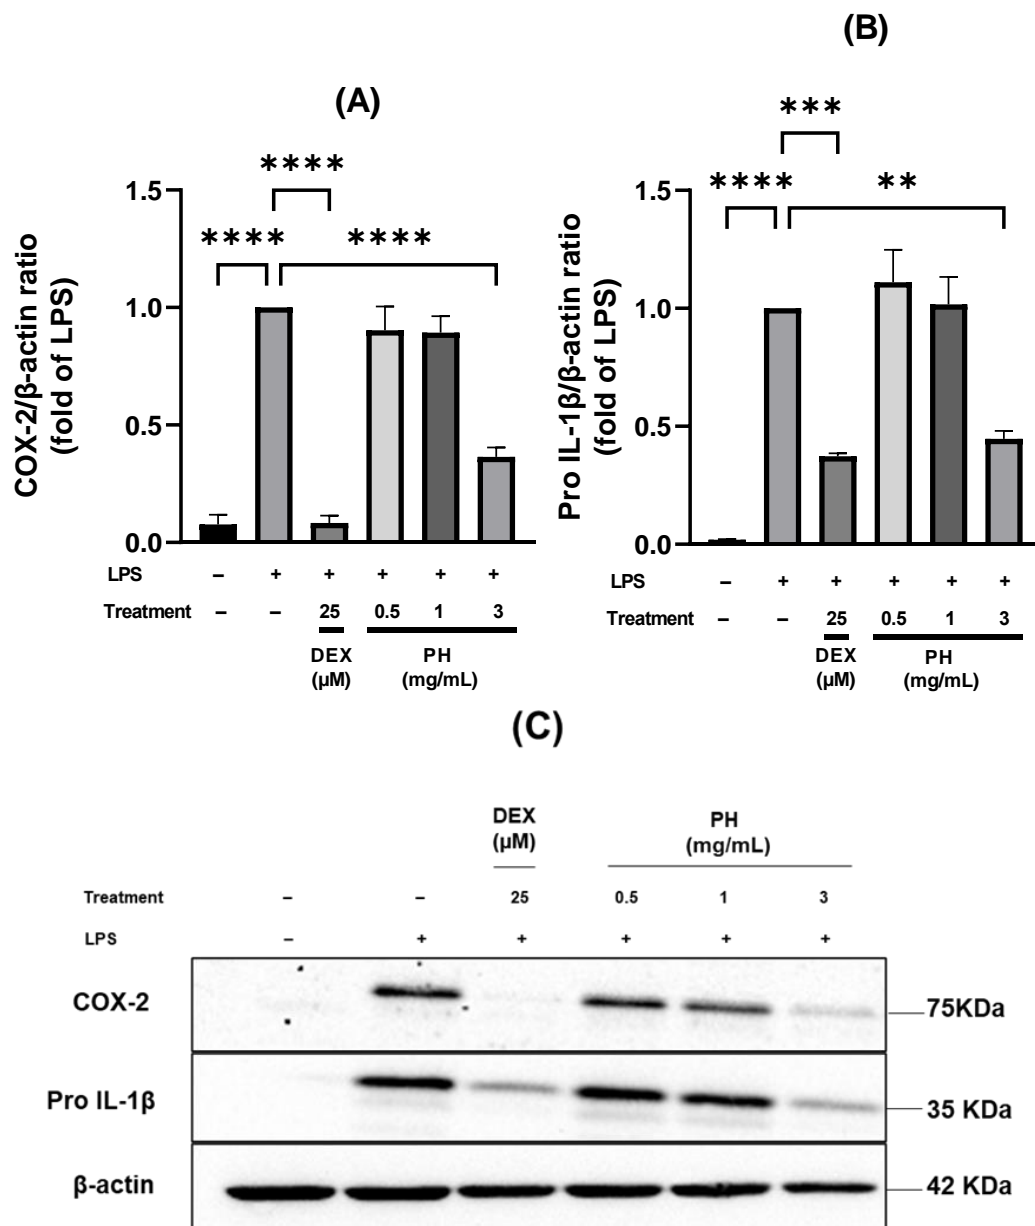 (A)
****
****
****
COX-2/β-actin ratio
(fold of LPS)
1.5
1.0
0.5
0.0
LPS – + + + + +
Treatment – – 25 0.5 1 3
DEX
(µM)
PH
(mg/mL)
(B)
***
****
**
Pro IL-1β/β-actin ratio
(fold of LPS)
1.5
1.0
0.5
0.0
LPS – + + + + +
Treatment – – 25 0.5 1 3
DEX
(µM)
PH
(mg/mL)
(C)
DEX
(µM)
PH
(mg/mL)
Treatment – – 25 0.5 1 3
LPS – + + + + +
COX-2
75KDa
Pro IL-1β
35 KDa
β-actin
42 KDa